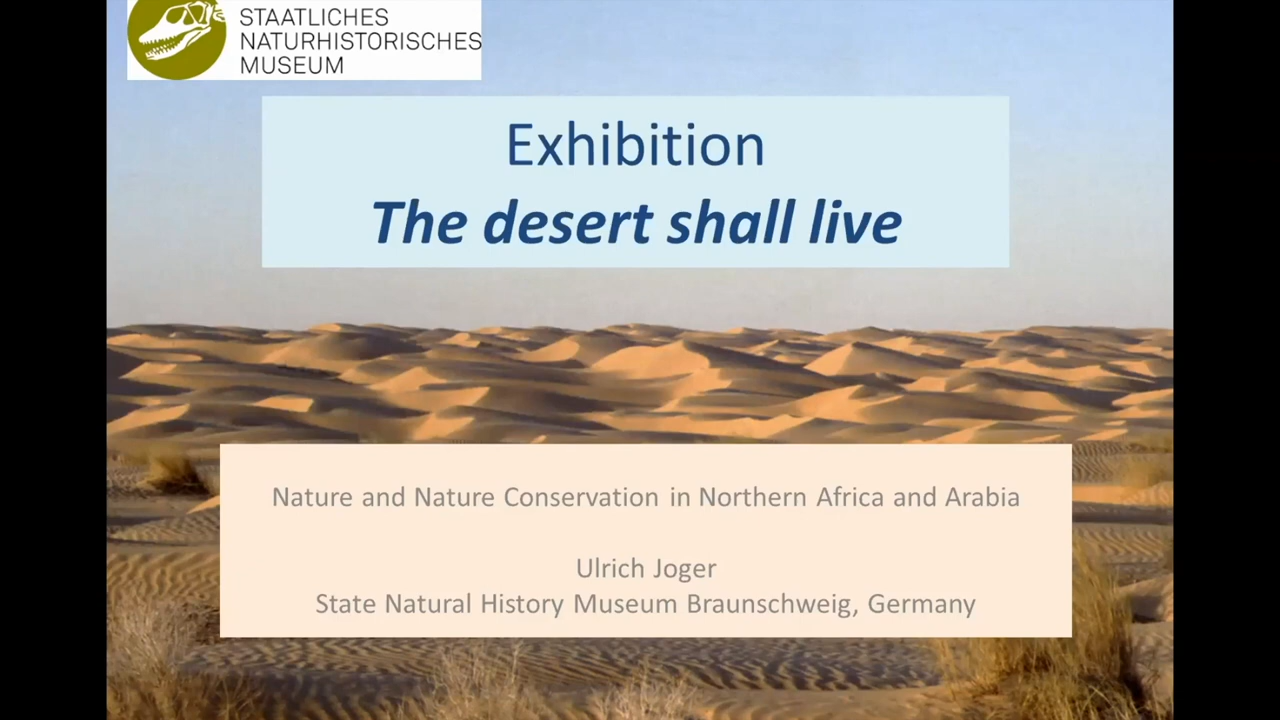 STAATLICHES
NATURHISTORISCHES
MUSEUM
Exhibition
The desert shall live
Nature and Nature Conservation in Northern Africa and Arabia
Ulrich Joger
State Natural History Museum Braunschweig, Germany